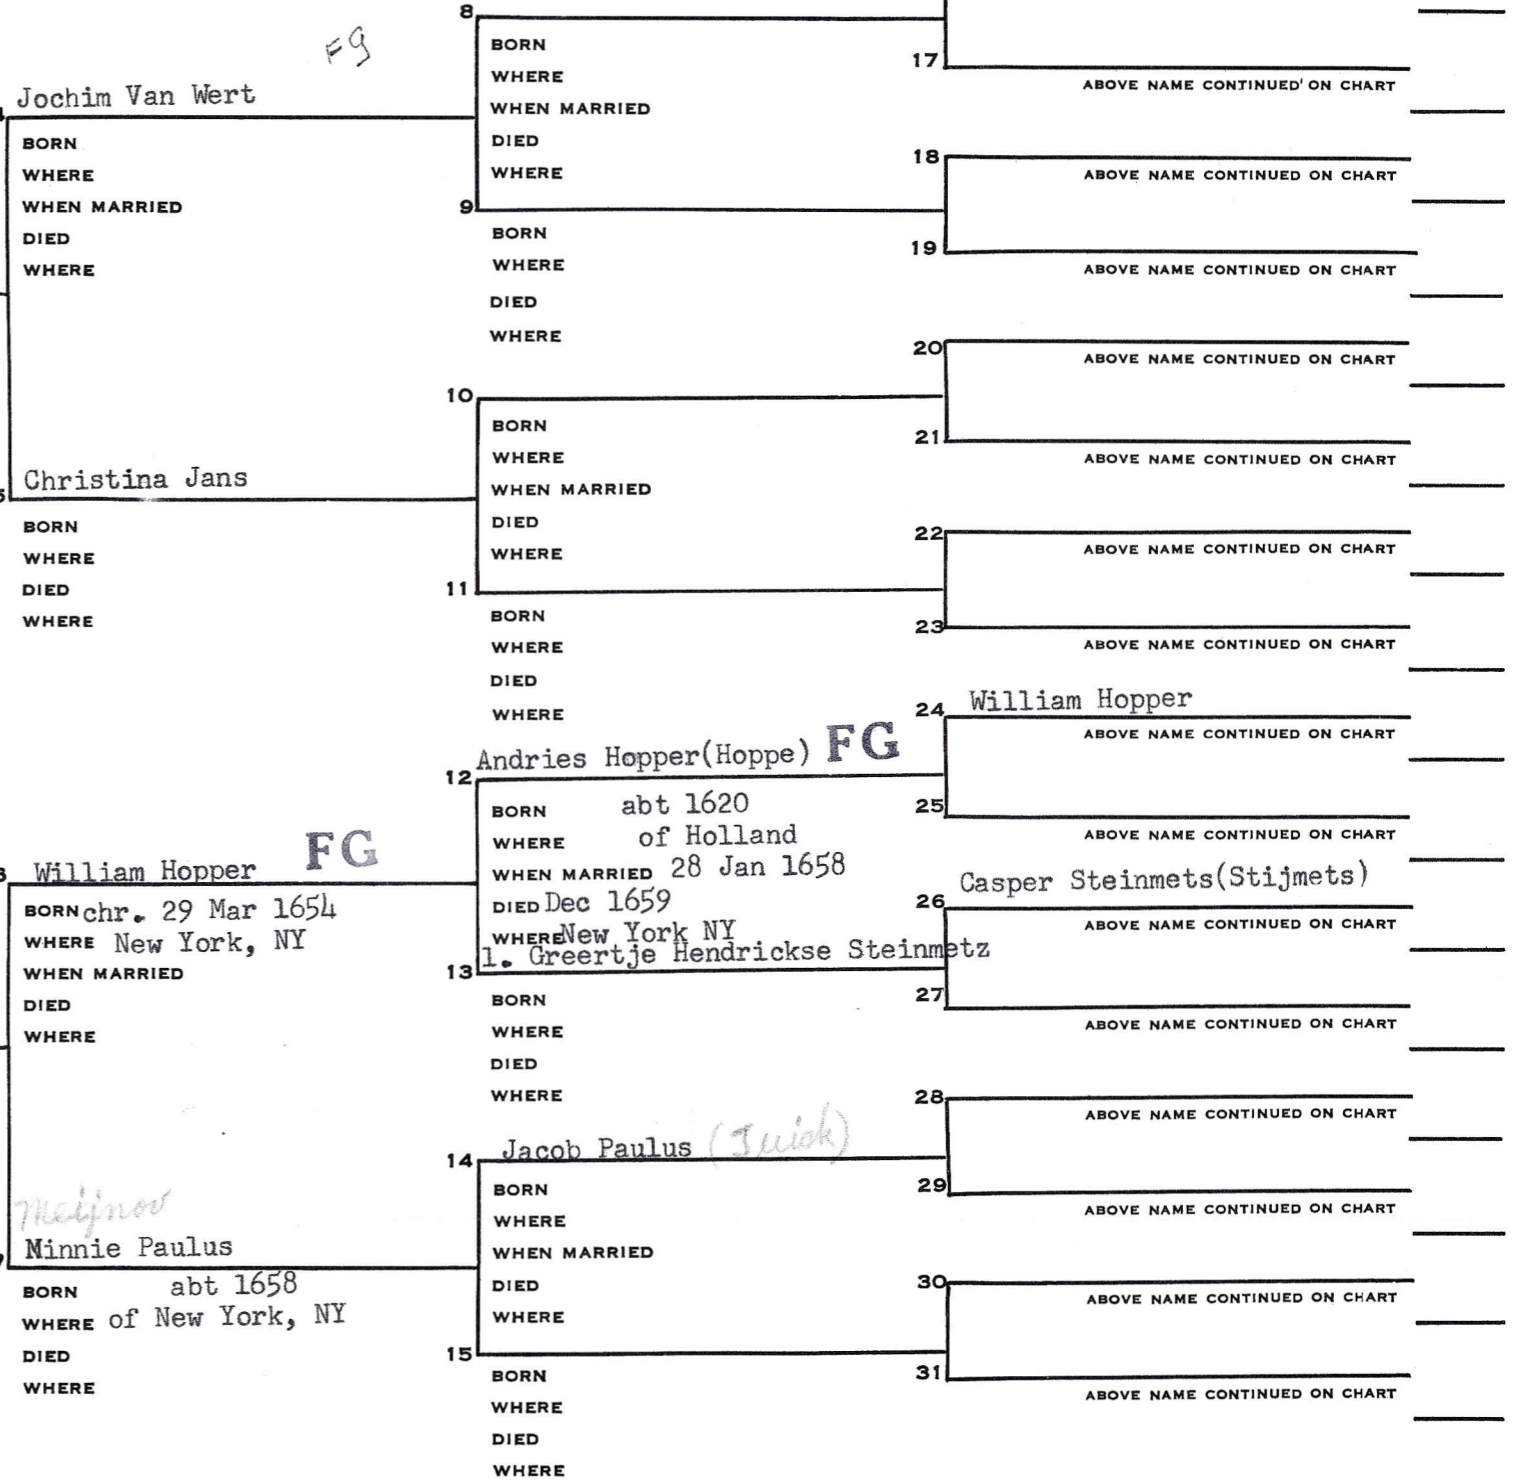 FG
Jochim Van Wert
BORN
WHERE
WHEN MARRIED
DIED
WHERE
Christina Jans
BORN
WHERE
DIED
WHERE
William Hopper FG
BORN chr. 29 Mar 1654
WHERE New York, NY
WHEN MARRIED
DIED
WHERE
Meijnov
Minnie Paulus
BORN abt 1658
WHERE of New York, NY
DIED
WHERE
8
BORN
WHERE
WHEN MARRIED
DIED
WHERE
9
BORN
WHERE
DIED
WHERE
10
BORN
WHERE
WHEN MARRIED
DIED
WHERE
11
BORN
WHERE
DIED
WHERE
Andries Hopper(Hoppe) FG
12
BORN abt 1620
WHERE of Holland
WHEN MARRIED 28 Jan 1658
DIED Dec 1659
WHERE New York NY
1. Greertje Hendrickse Steinmetz
13
BORN
WHERE
DIED
WHERE
Jacob Paulus
14
BORN
WHERE
WHEN MARRIED
DIED
WHERE
15
BORN
WHERE
DIED
WHERE
17
ABOVE NAME CONTINUED ON CHART
18
ABOVE NAME CONTINUED ON CHART
19
ABOVE NAME CONTINUED ON CHART
20
ABOVE NAME CONTINUED ON CHART
21
ABOVE NAME CONTINUED ON CHART
22
ABOVE NAME CONTINUED ON CHART
23
ABOVE NAME CONTINUED ON CHART
24 William Hopper
ABOVE NAME CONTINUED ON CHART
25
ABOVE NAME CONTINUED ON CHART
Casper Steinmets(Stijmets)
26
ABOVE NAME CONTINUED ON CHART
27
ABOVE NAME CONTINUED ON CHART
28
ABOVE NAME CONTINUED ON CHART
29
ABOVE NAME CONTINUED ON CHART
30
ABOVE NAME CONTINUED ON CHART
31
ABOVE NAME CONTINUED ON CHART